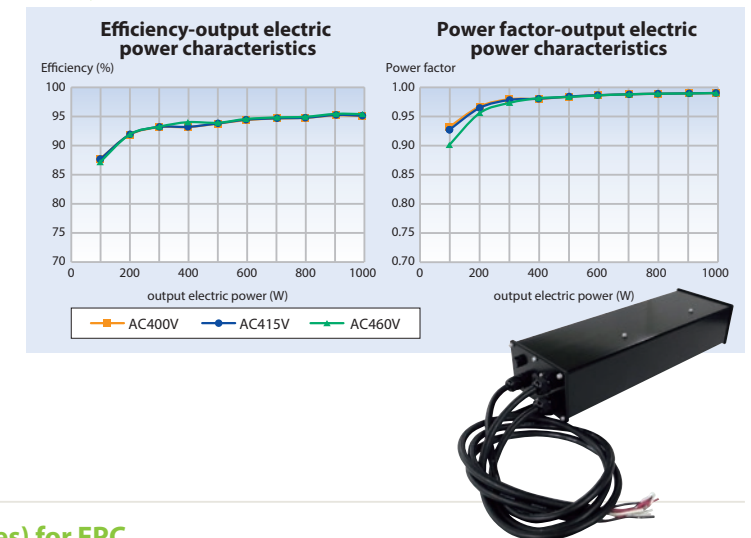 Efficiency-output electric
power characteristics
Efficiency (%)
100
95
90
85
80
75
70
0 200 400 600 800 1000
output electric power (W)
Power factor-output electric
power characteristics
Power factor
1.00
0.95
0.90
0.85
0.80
0.75
0.70
0 200 400 600 800 1000
output electric power (W)
AC400V AC415V AC460V